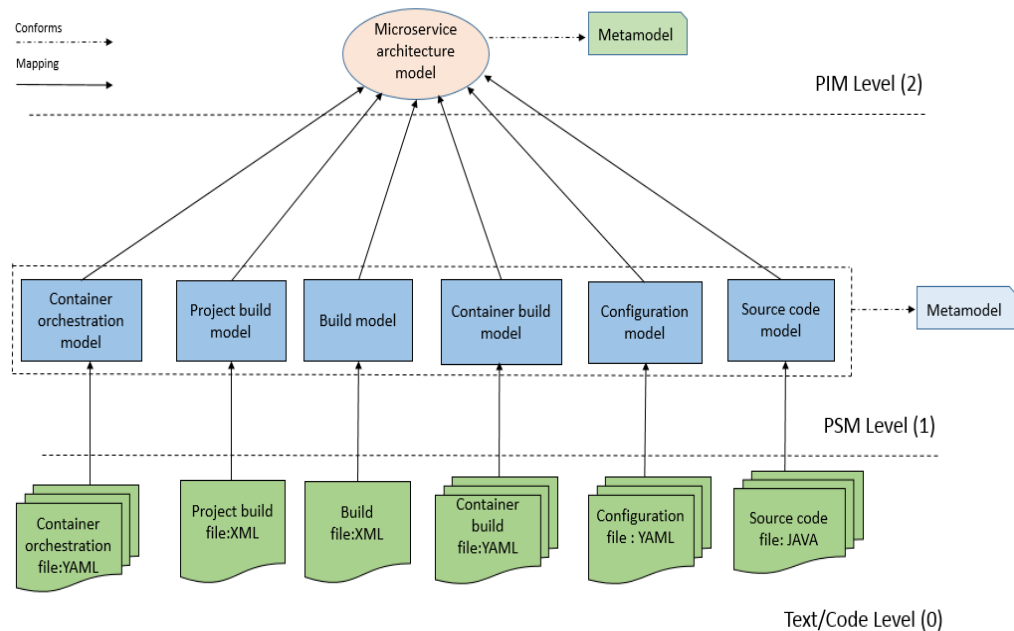 Conforms
Mapping
Microservice
architecture
model
Metamodel
PIM Level (2)
Container
orchestration
model
Project build
model
Build model
Container build
model
Configuration
model
Source code
model
Metamodel
PSM Level (1)
Container
orchestration
file:YAML
Project build
file:XML
Build
file:XML
Container
build
file:YAML
Configuration
file : YAML
Source code
file: JAVA
Text/Code Level (0)